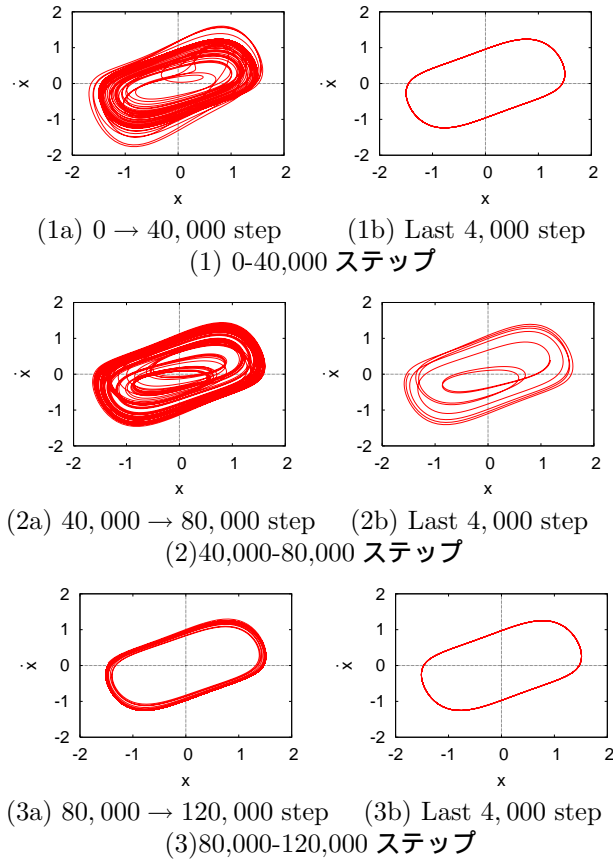 2
1
0
-1
-2
-2 -1 0 1 2
ẋ
x
2
1
0
-1
-2
-2 -1 0 1 2
ẋ
x
(1a) 0 → 40,000 step (1b) Last 4,000 step
(1) 0-40,000 ステップ
2
1
0
-1
-2
-2 -1 0 1 2
ẋ
x
2
1
0
-1
-2
-2 -1 0 1 2
ẋ
x
(2a) 40,000 → 80,000 step (2b) Last 4,000 step
(2)40,000-80,000 ステップ
2
1
0
-1
-2
-2 -1 0 1 2
ẋ
x
2
1
0
-1
-2
-2 -1 0 1 2
ẋ
x
(3a) 80,000 → 120,000 step (3b) Last 4,000 step
(3)80,000-120,000 ステップ